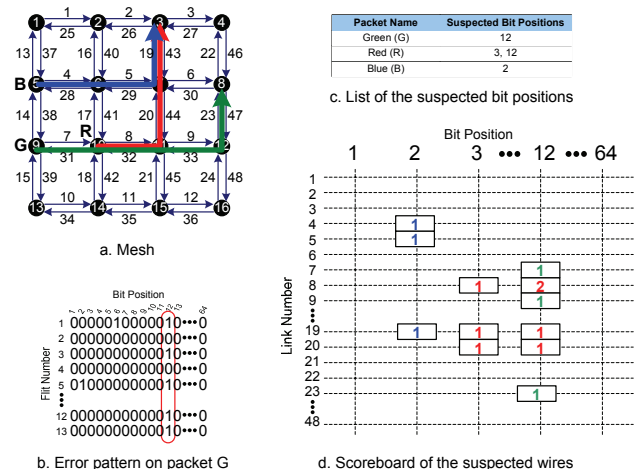 1 2 3 4
1 2 3
25 26 27
13 37 16 40 19 43 22 46
4 5 6
B 8
28 29 30
14 38 17 41 20 44 23 47
R
7 8 9
G 9
31 32 33
15 39 18 42 21 45 24 48
10 11 12
13 14 15 16
34 35 36
a. Mesh
Packet Name Suspected Bit Positions
Green (G) 12
Red (R) 3, 12
Blue (B) 2
c. List of the suspected bit positions
Bit Position
1 2 3 4 5 6 7 8 9 10 11 12 13 64
Flit Number
1 0000010000010•••0
2 0000000000000•••0
3 0000000000010•••0
4 0000000000010•••0
5 0100000000010•••0
12 0000000000010•••0
13 0000000000010•••0
b. Error pattern on packet G
Bit Position
1 2 3 ••• 12 ••• 64
Link Number
1
2
3
4 1
5 1
6
7 1
8 1 2
9 1
19 1 1 1
20 1 1
21
22
23 1
48
d. Scoreboard of the suspected wires